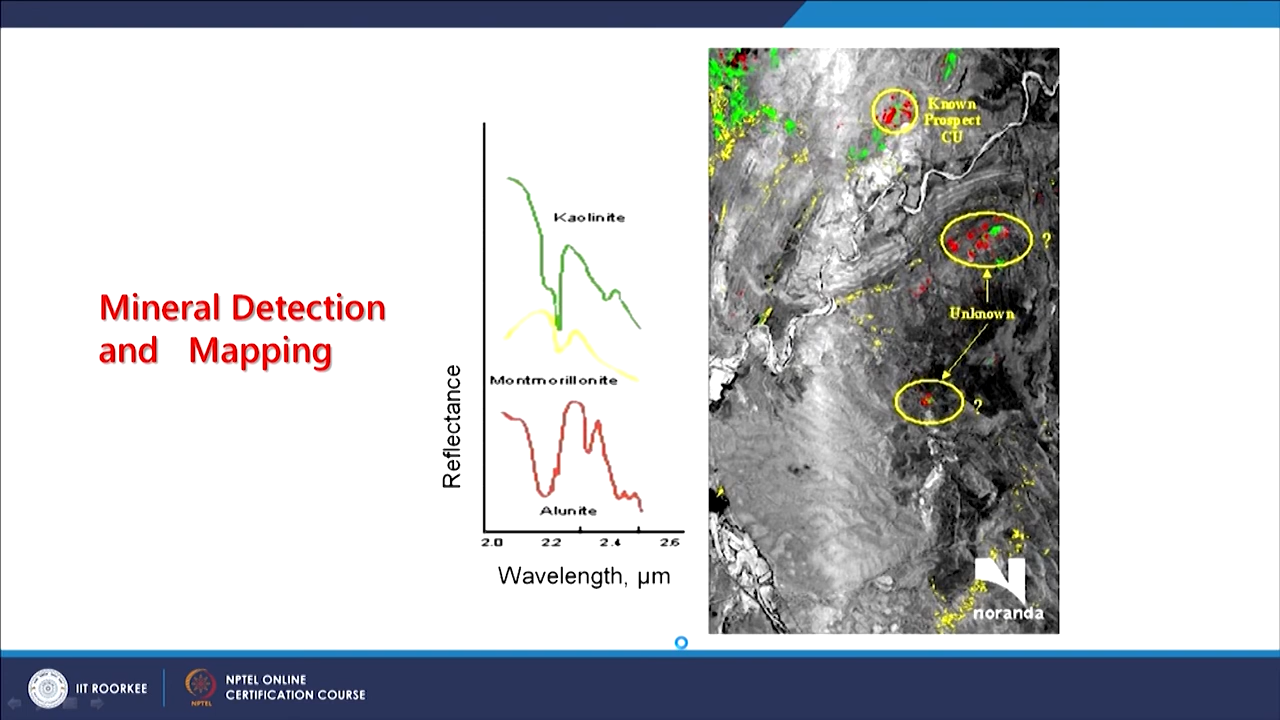 Mineral Detection
and Mapping
Reflectance
Kaolinite
Montmorillonite
Alunite
2.0 2.2 2.4 2.6
Wavelength, µm
Known
Prospect
CU
?
Unknown
?
N
noranda
IIT ROORKEE
NPTEL
NPTEL ONLINE
CERTIFICATION COURSE